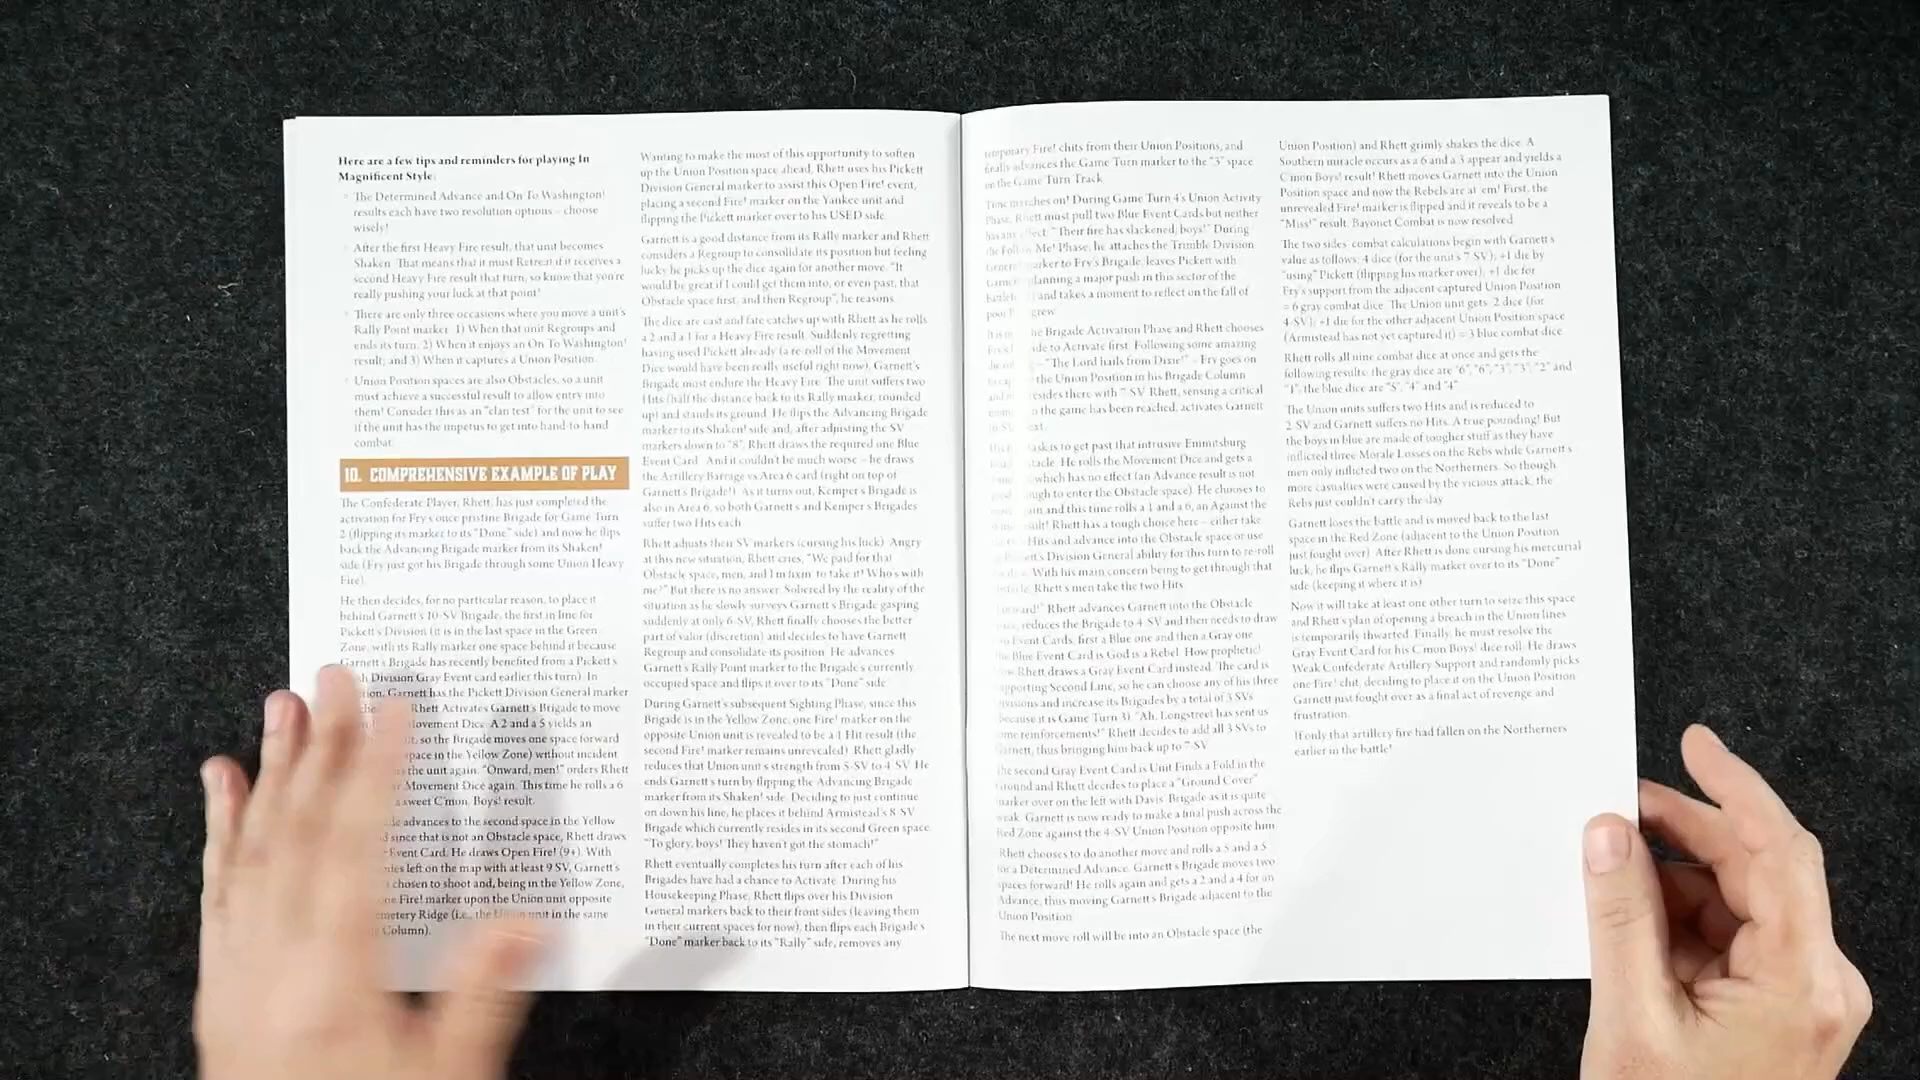 Here are a few tips and reminders for playing In
Magnificent Style:
The Determined Advance and On To Washington!
results each have two resolution options – choose
wisely!
After the first Heavy Fire result, that unit becomes
Shaken. That means that it must Retreat if it receives a
second Heavy Fire result that turn, so know that you're
really pushing your luck at that point!
There are only three occasions where you move a unit's
Rally Point marker: 1) When that unit Regroups and
ends its turn; 2) When it enjoys an On To Washington!
result; and 3) When it captures a Union Position.
Union Position spaces are also Obstacles, so a unit
must achieve a successful result to allow entry into
them! Consider this as an "élan test" for the unit to see
if the unit has the impetus to get into hand-to-hand
combat.
10. COMPREHENSIVE EXAMPLE OF PLAY
The Confederate Player, Rhett, has just completed the
activation for Fry's once pristine Brigade for Game Turn
2 (flipping its marker to its "Done" side) and now he flips
back the Advancing Brigade marker from its Shaken!
side (Fry just got his Brigade through some Union Heavy
Fire).
He then decides, for no particular reason, to place it
behind Garnett's 10-SV Brigade, the first in line for
Pickett's Division (it is in the last space in the Green
Zone, with its Rally marker one space behind it because
Garnett's Brigade has recently benefited from a Pickett's
Division Gray Event card earlier this turn). In
Garnett has the Pickett Division General marker
Rhett Activates Garnett's Brigade to move
Movement Dice. A 2 and a 5 yields an
so the Brigade moves one space forward
space in the Yellow Zone) without incident
the unit again. "Onward, men!" orders Rhett
Movement Dice again. This time he rolls a 6
a sweet C'mon, Boys! result.
advances to the second space in the Yellow
since that is not an Obstacle space, Rhett draws
Event Card. He draws Open Fire! (9+). With
left on the map with at least 9 SV, Garnett's
chosen to shoot and, being in the Yellow Zone,
Fire! marker upon the Union unit opposite
Ridge (i.e., the Union unit in the same
Column).
Wanting to make the most of this opportunity to soften
up the Union Position space ahead, Rhett uses his Pickett
Division General marker to assist this Open Fire! event,
placing a second Fire! marker on the Yankee unit and
flipping the Pickett marker over to his USED side.
Garnett is a good distance from its Rally marker and Rhett
considers a Regroup to consolidate its position but feeling
lucky he picks up the dice again for another move. "It
would be great if I could get them into, or even past, that
Obstacle space first, and then Regroup", he reasons.
The dice are cast and fate catches up with Rhett as he rolls
a 2 and a 1 for a Heavy Fire result. Suddenly regretting
having used Pickett already (a re-roll of the Movement
Dice would have been really useful right now), Garnett's
Brigade must endure the Heavy Fire. The unit suffers two
Hits (half the distance back to its Rally marker, rounded
up) and stands its ground. He flips the Advancing Brigade
marker to its Shaken! side and, after adjusting the SV
markers down to "8", Rhett draws the required one Blue
Event Card. And it couldn't be much worse – he draws
the Artillery Barrage vs Area 6 card (right on top of
Garnett's Brigade!). As it turns out, Kemper's Brigade is
also in Area 6, so both Garnett's and Kemper's Brigades
suffer two Hits each.
Rhett adjusts their SV markers (cursing his luck). Angry
at this new situation, Rhett cries, "We paid for that
Obstacle space, men, and I'm fixin' to take it! Who's with
me?" But there is no answer. Sobered by the reality of the
situation as he slowly surveys Garnett's Brigade gasping
suddenly at only 6-SV, Rhett finally chooses the better
part of valor (discretion) and decides to have Garnett
Regroup and consolidate its position. He advances
Garnett's Rally Point marker to the Brigade's currently
occupied space and flips it over to its "Done" side.
During Garnett's subsequent Sighting Phase, since this
Brigade is in the Yellow Zone, one Fire! marker on the
opposite Union unit is revealed to be a 1 Hit result (the
second Fire! marker remains unrevealed). Rhett gladly
reduces that Union unit's strength from 5-SV to 4-SV. He
ends Garnett's turn by flipping the Advancing Brigade
marker from its Shaken! side. Deciding to just continue
on down his line, he places it behind Armistead's 8-SV
Brigade which currently resides in its second Green space
"To glory, boys! They haven't got the stomach!"
Rhett eventually completes his turn after each of his
Brigades have had a chance to Activate. During his
Housekeeping Phase, Rhett flips over his Division
General markers back to their front sides (leaving them
in their current spaces for now), then flips each Brigade's
"Done" marker back to its "Rally" side, removes any
temporary Fire! chits from their Union Positions, and
finally advances the Game Turn marker to the "3" space
on the Game Turn Track.
Time marches on! During Game Turn 4's Union Activity
Phase, Rhett must pull two Blue Event Cards but neither
has any effect: "Their fire has slackened, boys!" During
the Follow Me! Phase, he attaches the Trimble Division
General marker to Fry's Brigade, leaves Pickett with
planning a major push in this sector of the
and takes a moment to reflect on the fall of
grew.
the Brigade Activation Phase and Rhett chooses
to Activate first. Following some amazing
– "The Lord hails from Dixie!" – Fry goes on
the Union Position in his Brigade Column
resides there with 7-SV. Rhett, sensing a critical
in the game has been reached, activates Garnett
task is to get past that intrusive Emmitsburg
He rolls the Movement Dice and gets a
which has no effect (an Advance result is not
enough to enter the Obstacle space). He chooses to
and this time rolls a 1 and a 6, an Against the
result! Rhett has a tough choice here – either take
Hits and advance into the Obstacle space or use
Division General ability for this turn to re-roll
With his main concern being to get through that
Rhett's men take the two Hits.
Rhett advances Garnett into the Obstacle
reduces the Brigade to 4-SV and then needs to draw
Event Cards, first a Blue one and then a Gray one.
the Blue Event Card is God is a Rebel. How prophetic!
Rhett draws a Gray Event Card instead. The card is
Supporting Second Line, so he can choose any of his three
Divisions and increase its Brigades by a total of 3 SVs
(because it is Game Turn 3). "Ah, Longstreet has sent us
some reinforcements!" Rhett decides to add all 3 SVs to
Garnett, thus bringing him back up to 7-SV.
The second Gray Event Card is Unit Finds a Fold in the
Ground and Rhett decides to place a "Ground Cover"
marker over on the left with Davis' Brigade as it is quite
weak. Garnett is now ready to make a final push across the
Red Zone against the 4-SV Union Position opposite him.
Rhett chooses to do another move and rolls a 5 and a 5
for a Determined Advance. Garnett's Brigade moves two
spaces forward! He rolls again and gets a 2 and a 4 for an
Advance, thus moving Garnett's Brigade adjacent to the
Union Position.
The next move roll will be into an Obstacle space (the
Union Position) and Rhett grimly shakes the dice. A
Southern miracle occurs as a 6 and a 3 appear and yields a
C'mon Boys! result! Rhett moves Garnett into the Union
Position space and now the Rebels are at 'em! First, the
unrevealed Fire! marker is flipped and it reveals to be a
"Miss!" result. Bayonet Combat is now resolved.
The two sides' combat calculations begin with Garnett's
value as follows: 4 dice (for the unit's 7-SV); +1 die by
"using" Pickett (flipping his marker over); +1 die for
Fry's support from the adjacent captured Union Position
= 6 gray combat dice. The Union unit gets: 2 dice (for
4-SV); +1 die for the other adjacent Union Position space
(Armistead has not yet captured it) = 3 blue combat dice.
Rhett rolls all nine combat dice at once and gets the
following results: the gray dice are "6", "6", "3", "3", "2" and
"1"; the blue dice are "5", "4" and "4".
The Union units suffers two Hits and is reduced to
2-SV and Garnett suffers no Hits. A true pounding! But
the boys in blue are made of tougher stuff as they have
inflicted three Morale Losses on the Rebs while Garnett's
men only inflicted two on the Northerners. So though
more casualties were caused by the vicious attack, the
Rebs just couldn't carry the day.
Garnett loses the battle and is moved back to the last
space in the Red Zone (adjacent to the Union Position
just fought over). After Rhett is done cursing his mercurial
luck, he flips Garnett's Rally marker over to its "Done"
side (keeping it where it is).
Now it will take at least one other turn to seize this space
and Rhett's plan of opening a breach in the Union lines
is temporarily thwarted. Finally, he must resolve the
Gray Event Card for his C'mon Boys! dice roll. He draws
Weak Confederate Artillery Support and randomly picks
one Fire! chit, deciding to place it on the Union Position
Garnett just fought over as a final act of revenge and
frustration.
If only that artillery fire had fallen on the Northerners
earlier in the battle!